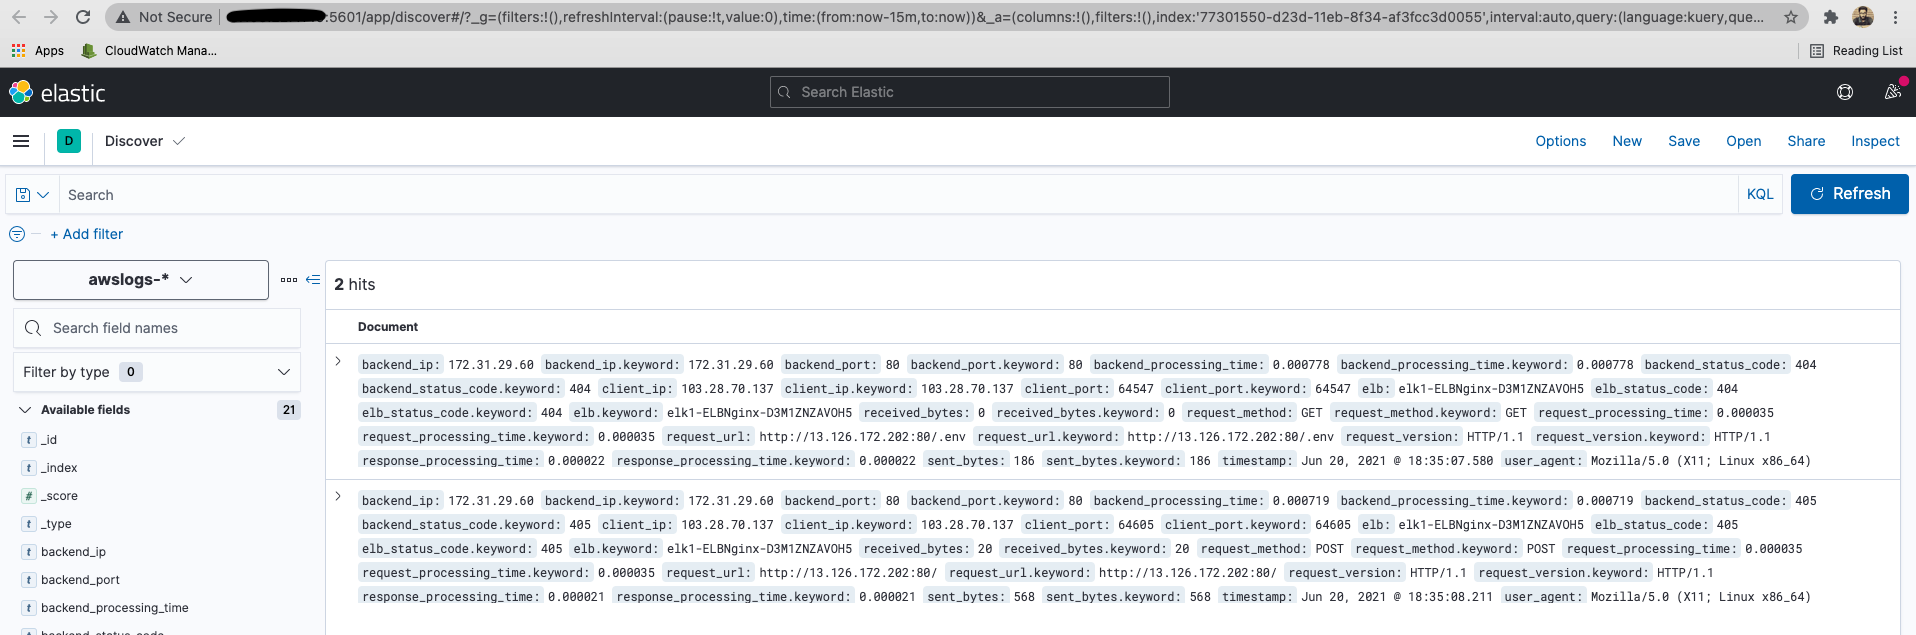 Not Secure :5601/app/discover#/?_g=(filters:!(),refreshInterval:(pause:!t,value:0),time:(from:now-15m,to:now))&_a=(columns:!(),filters:!(),index:'77301550-d23d-11eb-8f34-af3fcc3d0055',interval:auto,query:(language:kuery,que...
Apps CloudWatch Mana... Reading List
elastic Search Elastic
D Discover Options New Save Open Share Inspect
Search KQL Refresh
+ Add filter
awslogs-*
2 hits
Search field names
Document
Filter by type 0
Available fields 21
t _id
t _index
# _score
t _type
t backend_ip
t backend_port
t backend_processing_time
t backend_status_code
backend_ip: 172.31.29.60 backend_ip.keyword: 172.31.29.60 backend_port: 80 backend_port.keyword: 80 backend_processing_time: 0.000778 backend_processing_time.keyword: 0.000778 backend_status_code: 404
backend_status_code.keyword: 404 client_ip: 103.28.70.137 client_ip.keyword: 103.28.70.137 client_port: 64547 client_port.keyword: 64547 elb: elk1-ELBNginx-D3M1ZNZAVOH5 elb_status_code: 404
elb_status_code.keyword: 404 elb.keyword: elk1-ELBNginx-D3M1ZNZAVOH5 received_bytes: 0 received_bytes.keyword: 0 request_method: GET request_method.keyword: GET request_processing_time: 0.000035
request_processing_time.keyword: 0.000035 request_url: http://13.126.172.202:80/.env request_url.keyword: http://13.126.172.202:80/.env request_version: HTTP/1.1 request_version.keyword: HTTP/1.1
response_processing_time: 0.000022 response_processing_time.keyword: 0.000022 sent_bytes: 186 sent_bytes.keyword: 186 timestamp: Jun 20, 2021 @ 18:35:07.580 user_agent: Mozilla/5.0 (X11; Linux x86_64)
backend_ip: 172.31.29.60 backend_ip.keyword: 172.31.29.60 backend_port: 80 backend_port.keyword: 80 backend_processing_time: 0.000719 backend_processing_time.keyword: 0.000719 backend_status_code: 405
backend_status_code.keyword: 405 client_ip: 103.28.70.137 client_ip.keyword: 103.28.70.137 client_port: 64605 client_port.keyword: 64605 elb: elk1-ELBNginx-D3M1ZNZAVOH5 elb_status_code: 405
elb_status_code.keyword: 405 elb.keyword: elk1-ELBNginx-D3M1ZNZAVOH5 received_bytes: 20 received_bytes.keyword: 20 request_method: POST request_method.keyword: POST request_processing_time: 0.000035
request_processing_time.keyword: 0.000035 request_url: http://13.126.172.202:80/ request_url.keyword: http://13.126.172.202:80/ request_version: HTTP/1.1 request_version.keyword: HTTP/1.1
response_processing_time: 0.000021 response_processing_time.keyword: 0.000021 sent_bytes: 568 sent_bytes.keyword: 568 timestamp: Jun 20, 2021 @ 18:35:08.211 user_agent: Mozilla/5.0 (X11; Linux x86_64)